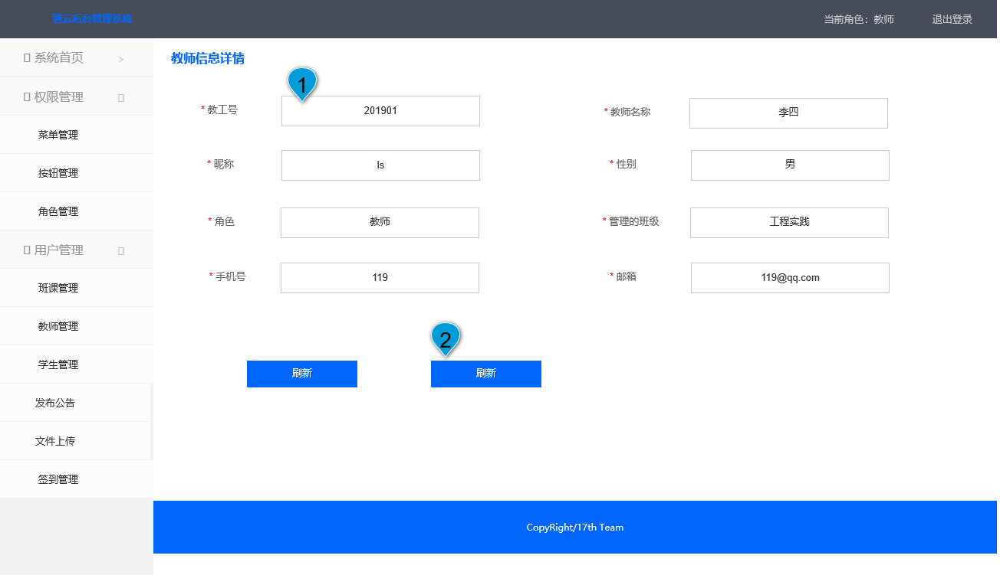 到云后台管理系统
当前角色：教师
退出登录
系统首页 >
权限管理
菜单管理
按钮管理
角色管理
用户管理
班课管理
教师管理
学生管理
发布公告
文件上传
签到管理
教师信息详情
1
* 教工号 201901
* 教师名称 李四
* 昵称 ls
* 性别 男
* 角色 教师
* 管理的班级 工程实践
* 手机号 119
* 邮箱 119@qq.com
2
刷新
刷新
CopyRight/17th Team